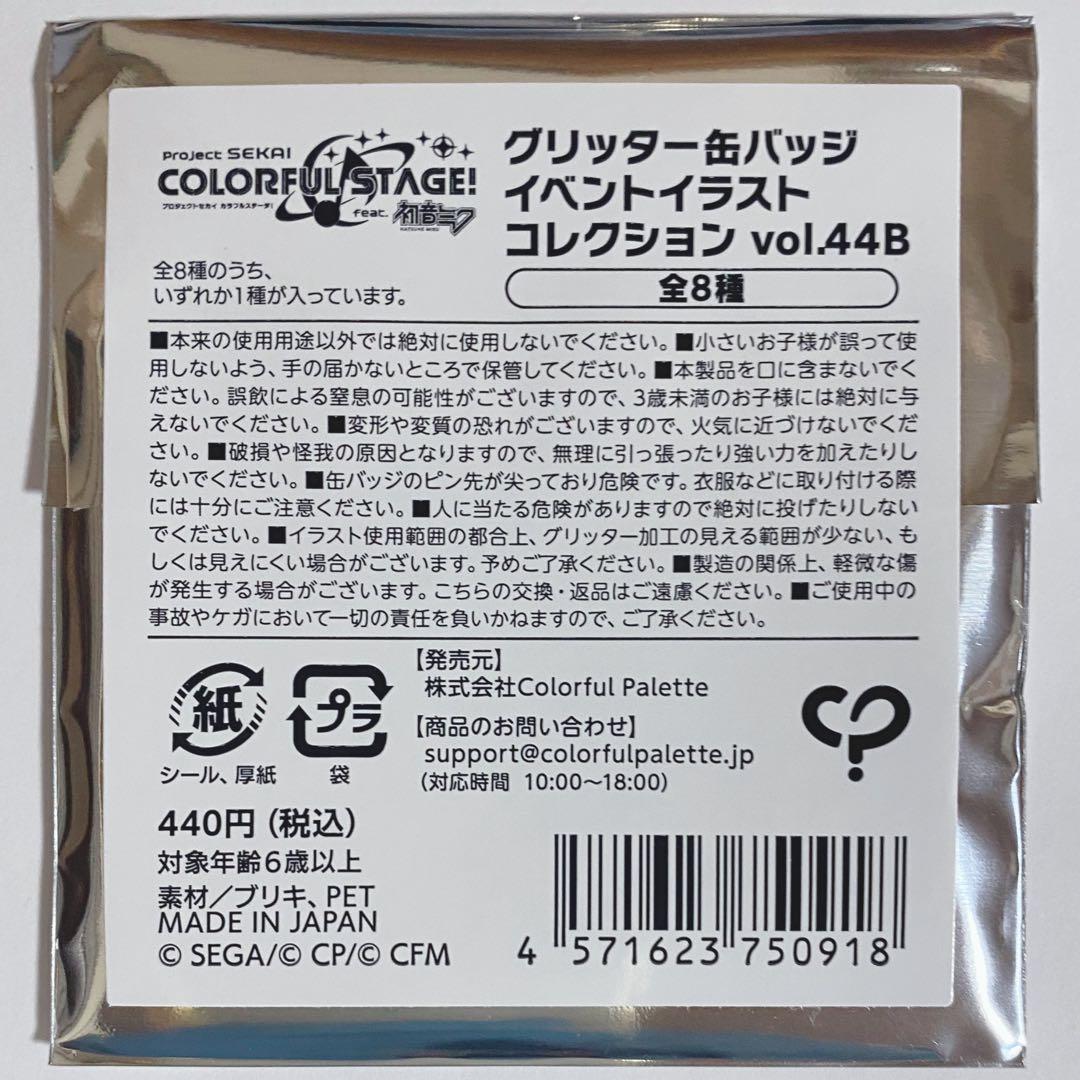 Project SEKAI
COLORFUL STAGE!
プロジェクトセカイ カラフルステージ!
feat. 初音ミク
HATSUNE MIKU
グリッター缶バッジ
イベントイラスト
コレクション vol.44B
全8種
全8種のうち、
いずれか1種が入っています。
■本来の使用用途以外では絶対に使用しないでください。■小さいお子様が誤って使
用しないよう、手の届かないところで保管してください。■本製品を口に含まないでく
ださい。誤飲による窒息の可能性がございますので、3歳未満のお子様には絶対に与
えないでください。■変形や変質の恐れがございますので、火気に近づけないでくだ
さい。■破損や怪我の原因となりますので、無理に引っ張ったり強い力を加えたりし
ないでください。■缶バッジのピン先が尖っており危険です。衣服などに取り付ける際
には十分にご注意ください。■人に当たる危険がありますので絶対に投げたりしない
でください。■イラスト使用範囲の都合上、グリッター加工の見える範囲が少ない、も
しくは見えにくい場合がございます。予めご了承ください。■製造の関係上、軽微な傷
が発生する場合がございます。こちらの交換・返品はご遠慮ください。■ご使用中の
事故やケガにおいて一切の責任を負いかねますので、ご了承ください。
紙
シール、厚紙
プラ
袋
【発売元】
株式会社Colorful Palette
【商品のお問い合わせ】
support@colorfulpalette.jp
(対応時間 10:00〜18:00)
440円(税込)
対象年齢6歳以上
素材/ブリキ、PET
MADE IN JAPAN
© SEGA/© CP/© CFM
4 571623 750918